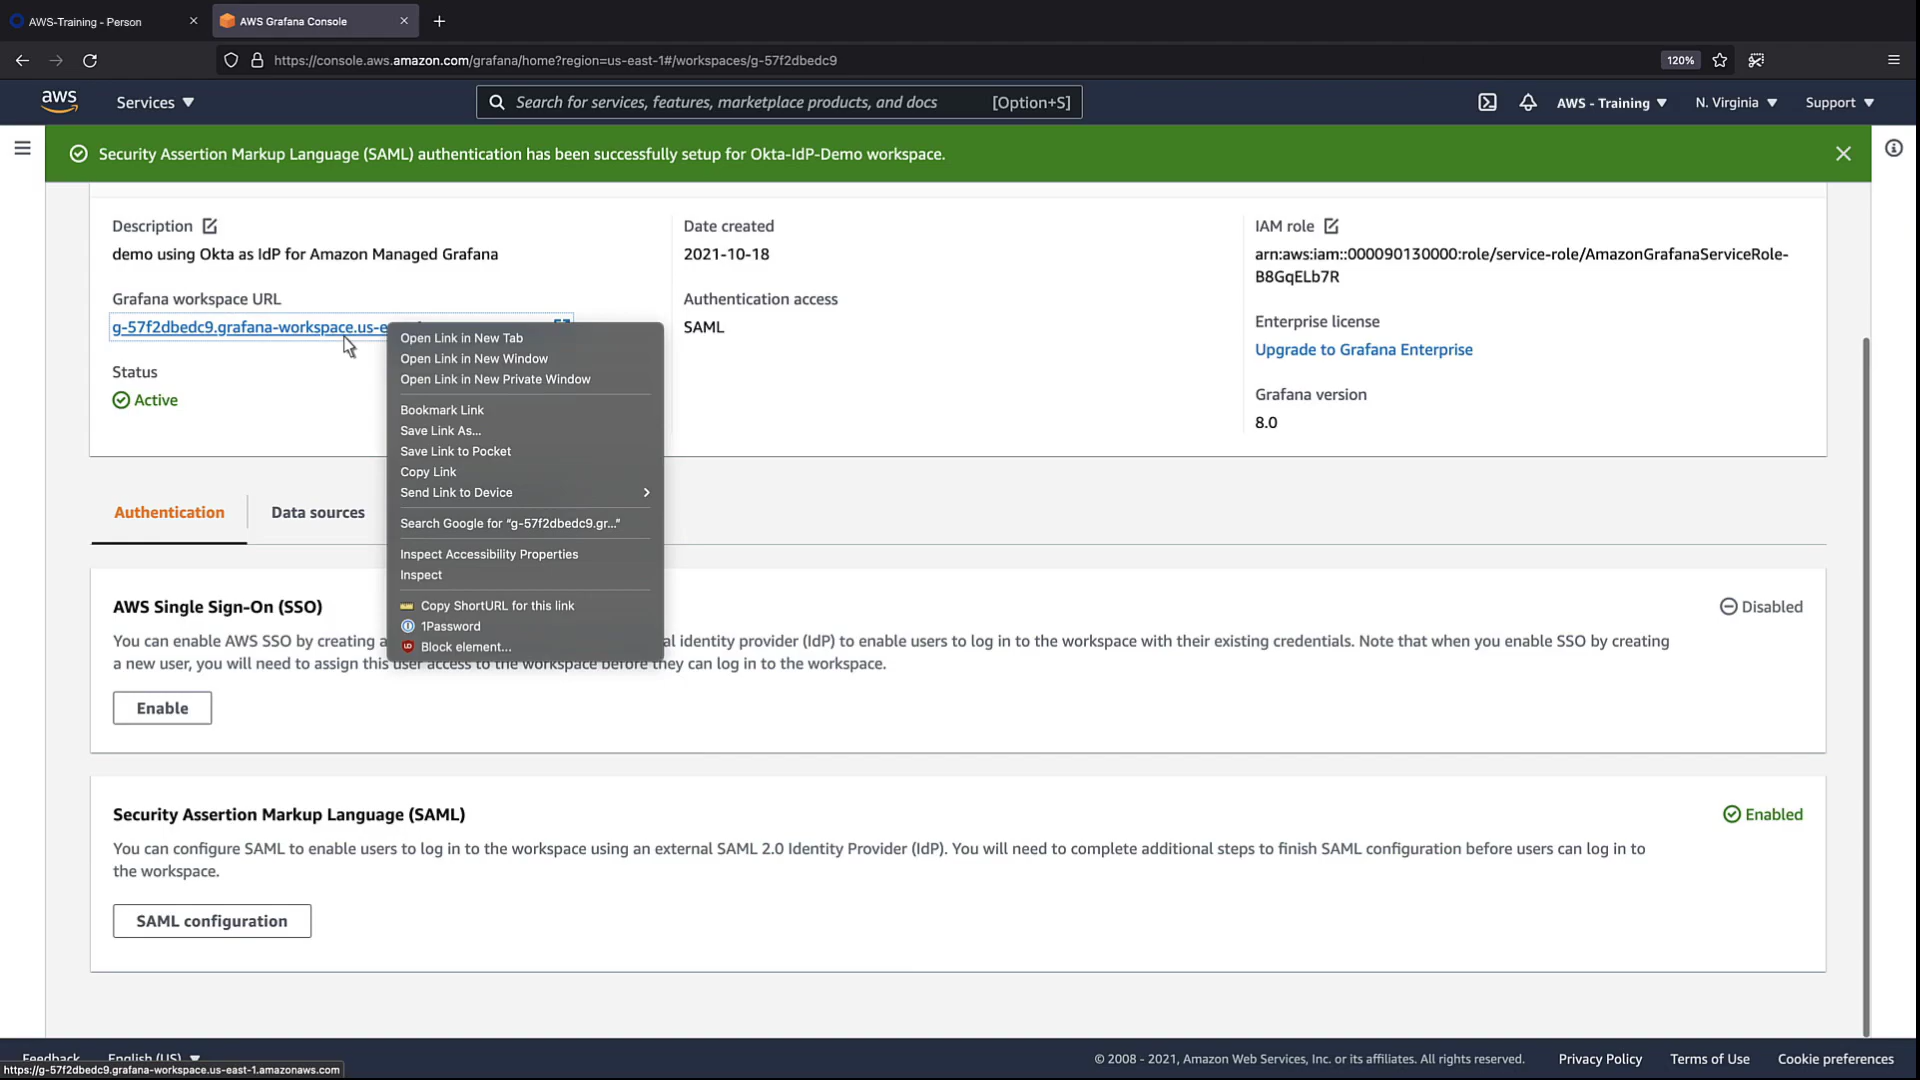 AWS-Training - Person
AWS Grafana Console
https://console.aws.amazon.com/grafana/home?region=us-east-1#/workspaces/g-57f2dbedc9
120%
aws
Services
Search for services, features, marketplace products, and docs
[Option+S]
AWS - Training
N. Virginia
Support
Security Assertion Markup Language (SAML) authentication has been successfully setup for Okta-IdP-Demo workspace.
Description
demo using Okta as IdP for Amazon Managed Grafana
Grafana workspace URL
g-57f2dbedc9.grafana-workspace.us-e
Status
Active
Date created
2021-10-18
Authentication access
SAML
IAM role
arn:aws:iam::000090130000:role/service-role/AmazonGrafanaServiceRole-
B8GqELb7R
Enterprise license
Upgrade to Grafana Enterprise
Grafana version
8.0
Open Link in New Tab
Open Link in New Window
Open Link in New Private Window
Bookmark Link
Save Link As...
Save Link to Pocket
Copy Link
Send Link to Device
Search Google for “g-57f2dbedc9.gr...”
Inspect Accessibility Properties
Inspect
Copy ShortURL for this link
1Password
Block element...
Authentication
Data sources
AWS Single Sign-On (SSO)
Disabled
You can enable AWS SSO by creating a al identity provider (IdP) to enable users to log in to the workspace with their existing credentials. Note that when you enable SSO by creating
a new user, you will need to assign this user access to the workspace before they can log in to the workspace.
Enable
Security Assertion Markup Language (SAML)
Enabled
You can configure SAML to enable users to log in to the workspace using an external SAML 2.0 Identity Provider (IdP). You will need to complete additional steps to finish SAML configuration before users can log in to
the workspace.
SAML configuration
Feedback
English (US)
© 2008 - 2021, Amazon Web Services, Inc. or its affiliates. All rights reserved.
Privacy Policy
Terms of Use
Cookie preferences
https://g-57f2dbedc9.grafana-workspace.us-east-1.amazonaws.com